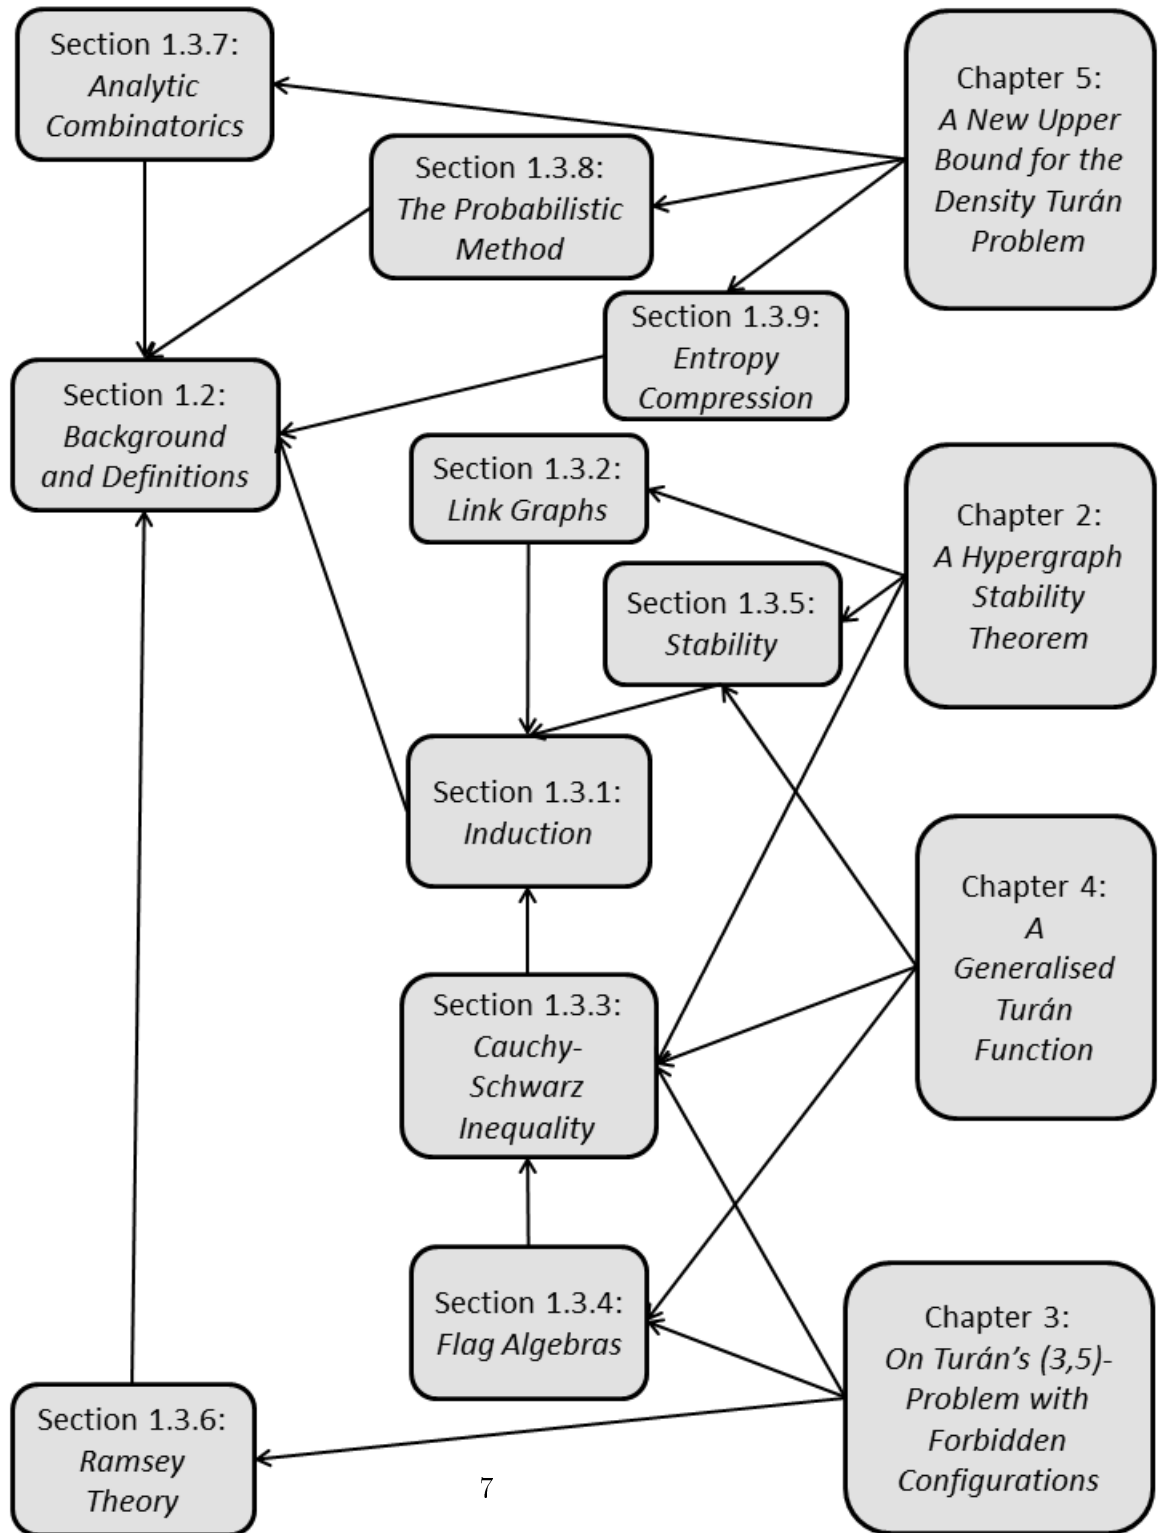 Section 1.3.7:
Analytic
Combinatorics
Chapter 5:
A New Upper
Bound for the
Density Turán
Problem
Section 1.3.8:
The Probabilistic
Method
Section 1.3.9:
Entropy
Compression
Section 1.2:
Background
and Definitions
Section 1.3.2:
Link Graphs
Chapter 2:
A Hypergraph
Stability
Theorem
Section 1.3.5:
Stability
Section 1.3.1:
Induction
Chapter 4:
A
Generalised
Turán
Function
Section 1.3.3:
Cauchy-
Schwarz
Inequality
Section 1.3.4:
Flag Algebras
Chapter 3:
On Turán's (3,5)-
Problem with
Forbidden
Configurations
Section 1.3.6:
Ramsey
Theory
7